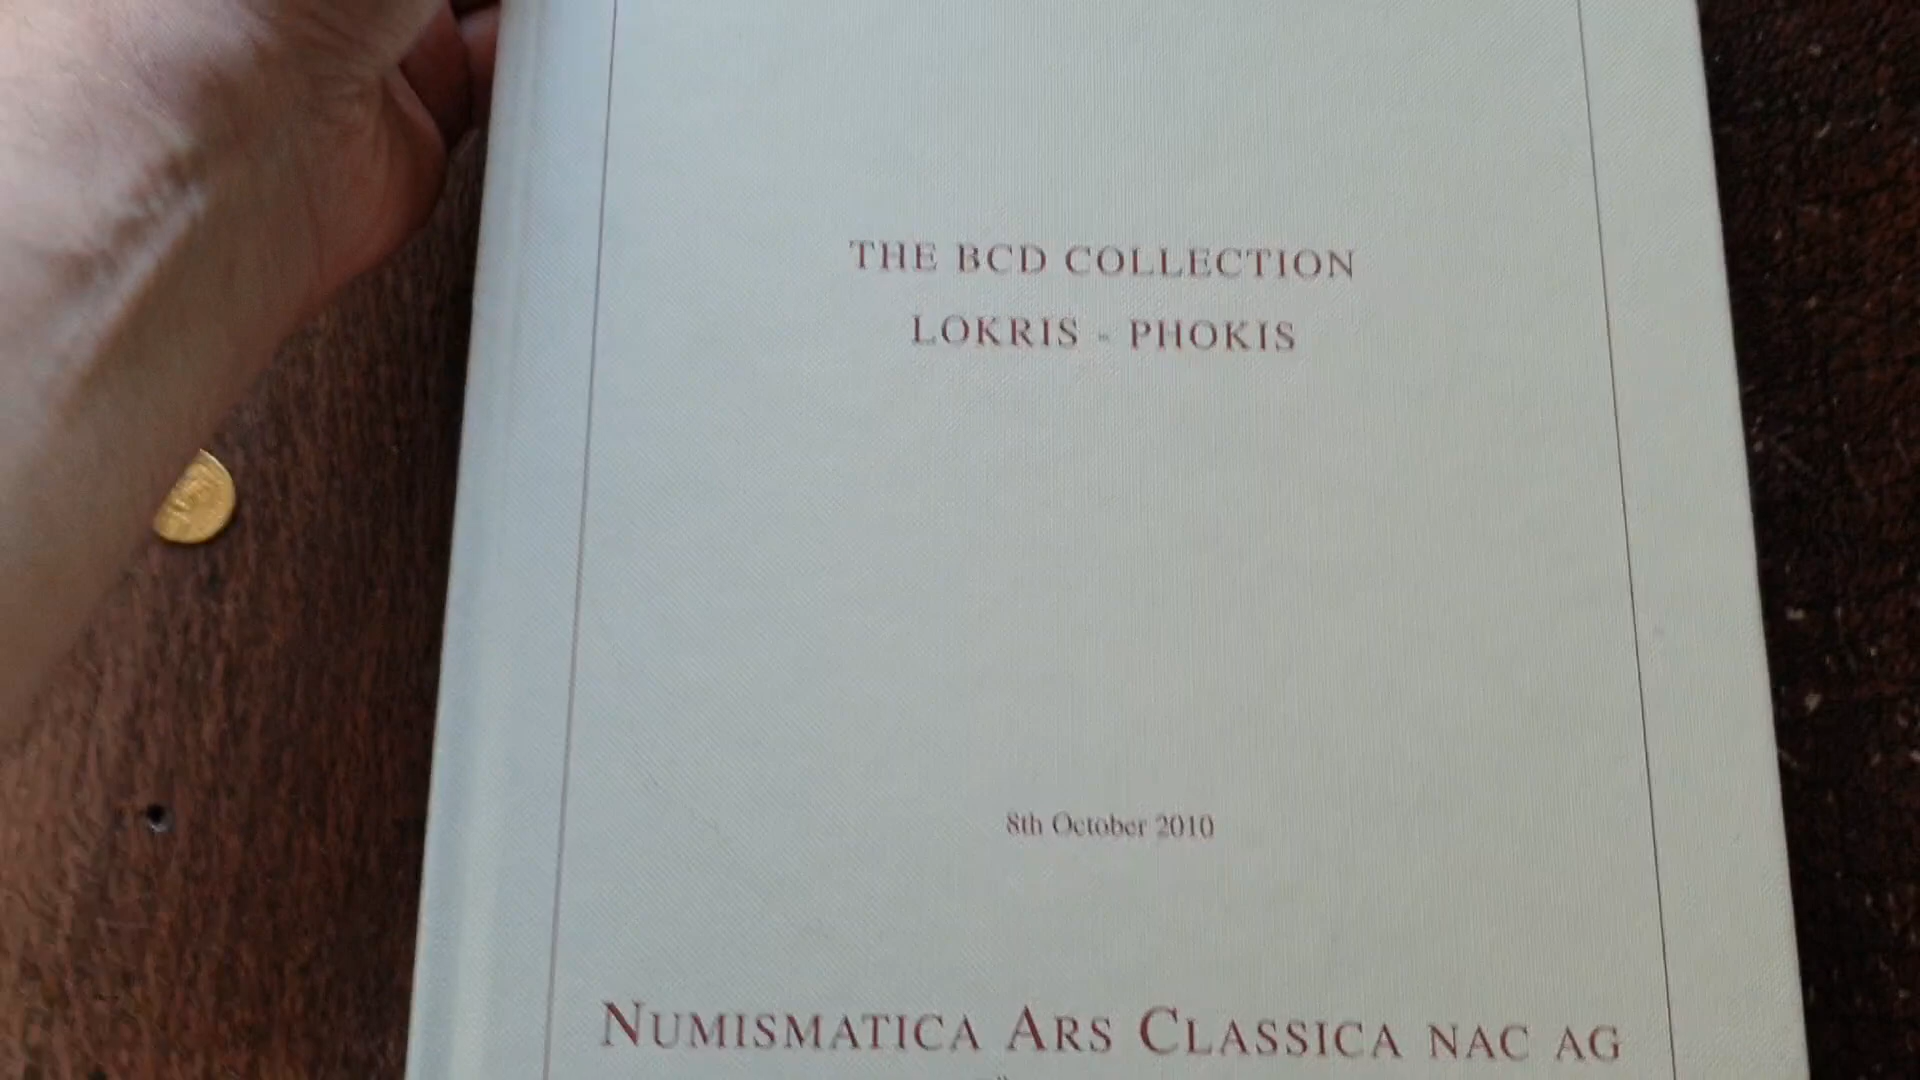 THE BCD COLLECTION
LOKRIS - PHOKIS
8th October 2010
NUMISMATICA ARS CLASSICA NAC AG